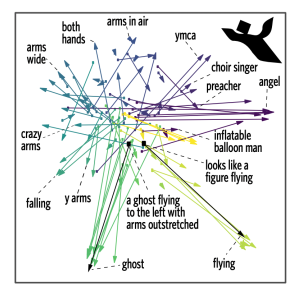 arms in air
both
hands
ymca
arms
wide
choir singer
preacher
angel
crazy
arms
inflatable
balloon man
looks like a
figure flying
falling
y arms
a ghost flying
to the left with
arms outstretched
ghost
flying